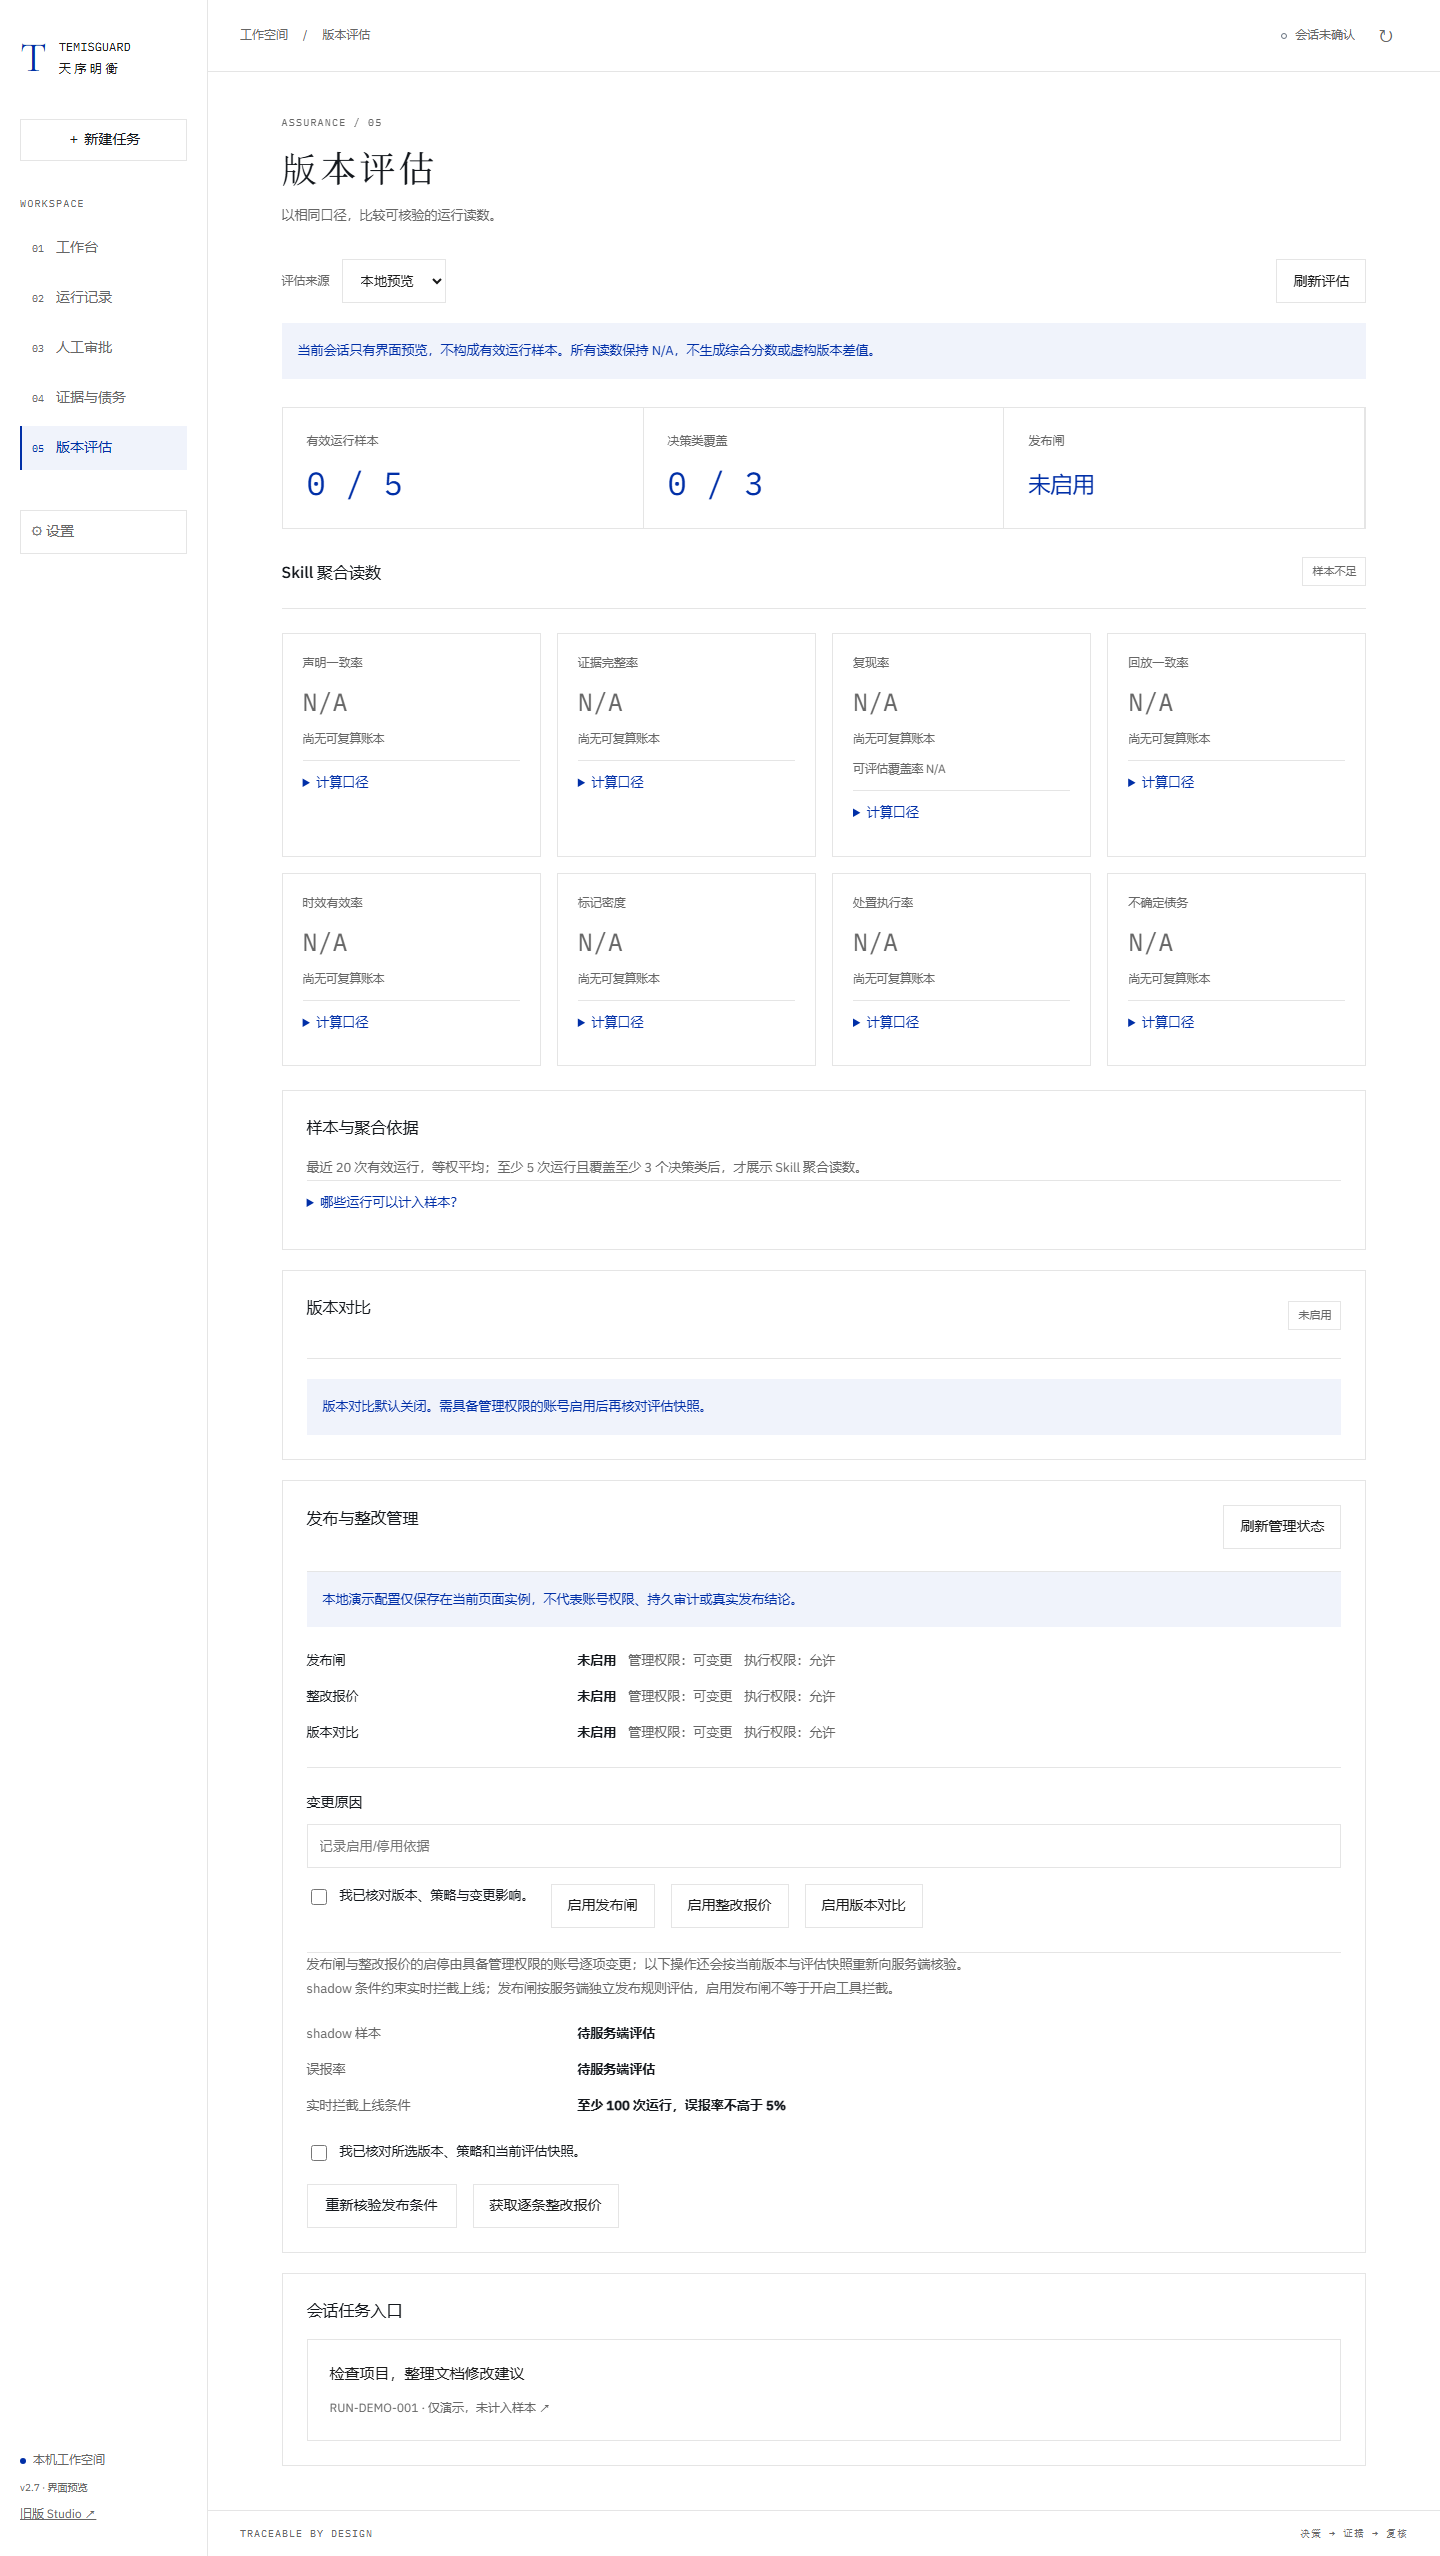 T
TEMISGUARD
天序明衡
+ 新建任务
WORKSPACE
01 工作台
02 运行记录
03 人工审批
04 证据与债务
05 版本评估
⚙ 设置
本机工作空间
v2.7 · 界面预览
旧版 Studio ↗
工作空间 / 版本评估
会话未确认 ↻
ASSURANCE / 05
版本评估
以相同口径，比较可核验的运行读数。
评估来源 本地预览
刷新评估
当前会话只有界面预览，不构成有效运行样本。所有读数保持 N/A，不生成综合分数或虚构版本差值。
有效运行样本
0 / 5
决策类覆盖
0 / 3
发布闸
未启用
Skill 聚合读数
样本不足
声明一致率
N/A
尚无可复算账本
▶ 计算口径
证据完整率
N/A
尚无可复算账本
▶ 计算口径
复现率
N/A
尚无可复算账本
可评估覆盖率 N/A
▶ 计算口径
回放一致率
N/A
尚无可复算账本
▶ 计算口径
时效有效率
N/A
尚无可复算账本
▶ 计算口径
标记密度
N/A
尚无可复算账本
▶ 计算口径
处置执行率
N/A
尚无可复算账本
▶ 计算口径
不确定债务
N/A
尚无可复算账本
▶ 计算口径
样本与聚合依据
最近 20 次有效运行，等权平均；至少 5 次运行且覆盖至少 3 个决策类后，才展示 Skill 聚合读数。
▶ 哪些运行可以计入样本？
版本对比
未启用
版本对比默认关闭。需具备管理权限的账号启用后再核对评估快照。
发布与整改管理
刷新管理状态
本地演示配置仅保存在当前页面实例，不代表账号权限、持久审计或真实发布结论。
发布闸 未启用 管理权限：可变更 执行权限：允许
整改报价 未启用 管理权限：可变更 执行权限：允许
版本对比 未启用 管理权限：可变更 执行权限：允许
变更原因
记录启用/停用依据
我已核对版本、策略与变更影响。
启用发布闸
启用整改报价
启用版本对比
发布闸与整改报价的启停由具备管理权限的账号逐项变更；以下操作还会按当前版本与评估快照重新向服务端核验。
shadow 条件约束实时拦截上线；发布闸按服务端独立发布规则评估，启用发布闸不等于开启工具拦截。
shadow 样本 待服务端评估
误报率 待服务端评估
实时拦截上线条件 至少 100 次运行，误报率不高于 5%
我已核对所选版本、策略和当前评估快照。
重新核验发布条件
获取逐条整改报价
会话任务入口
检查项目，整理文档修改建议
RUN-DEMO-001 · 仅演示，未计入样本 ↗
TRACEABLE BY DESIGN
决策 → 证据 → 复核